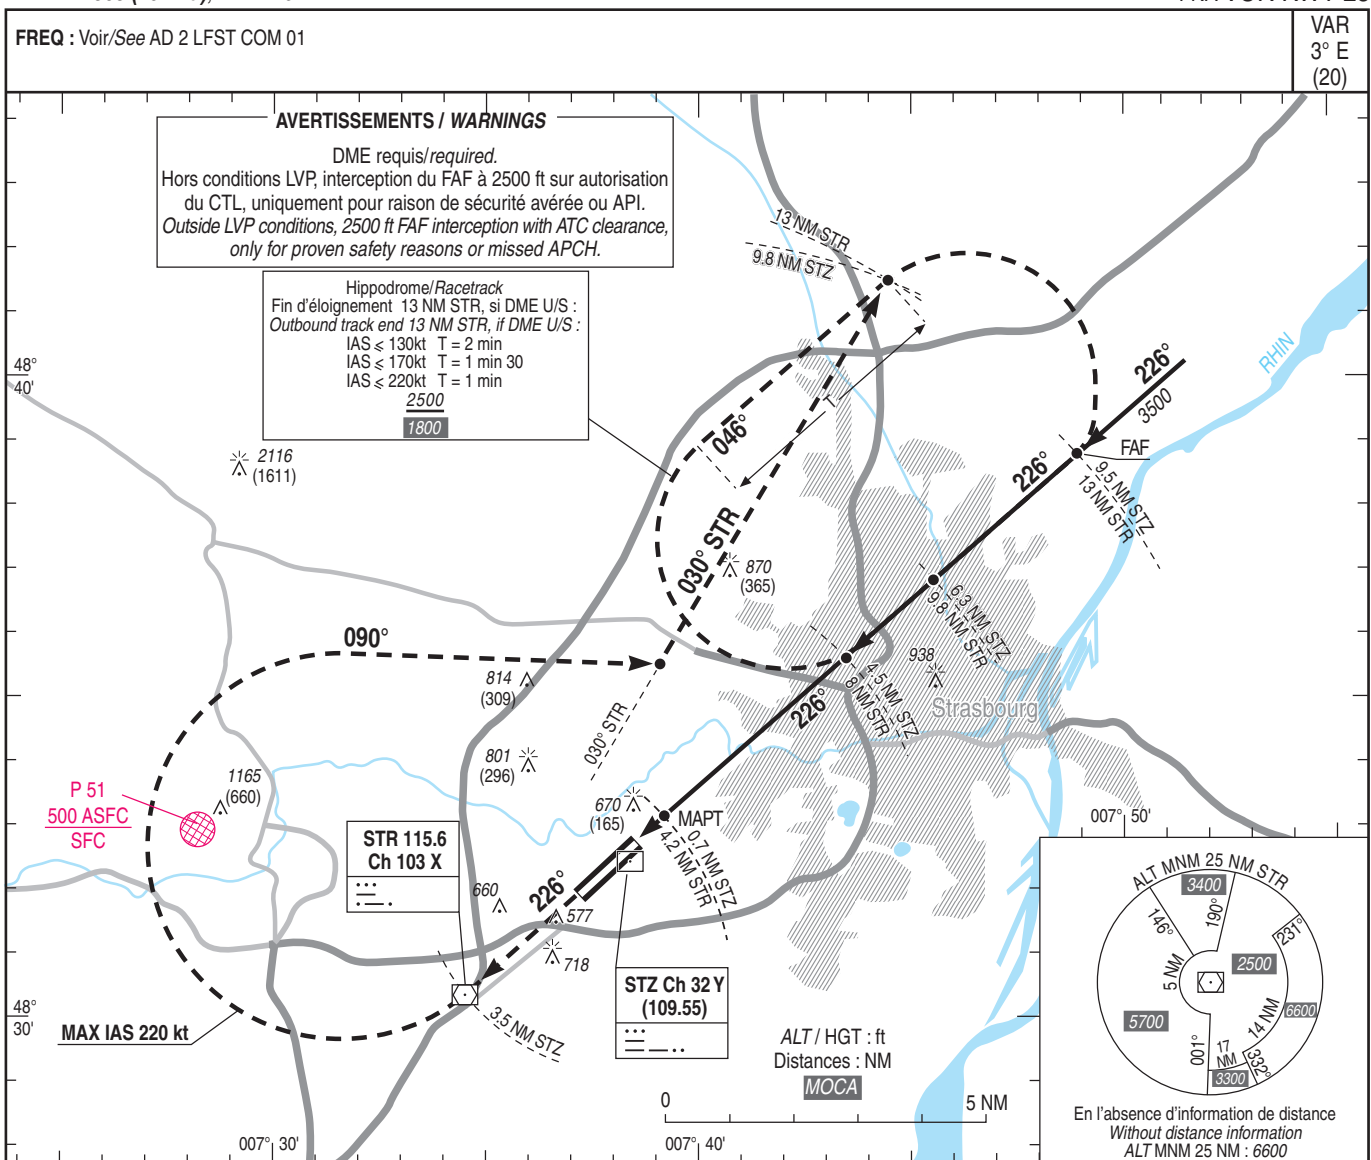 FREQ : Voir/See AD 2 LFST COM 01
VAR
3° E
(20)
AVERTISSEMENTS / WARNINGS
DME requis/required.
Hors conditions LVP, interception du FAF à 2500 ft sur autorisation
du CTL, uniquement pour raison de sécurité avérée ou API.
Outside LVP conditions, 2500 ft FAF interception with ATC clearance,
only for proven safety reasons or missed APCH.
Hippodrome/Racetrack
Fin d'éloignement 13 NM STR, si DME U/S :
Outbound track end 13 NM STR, if DME U/S :
IAS ⩽ 130kt T = 2 min
IAS ⩽ 170kt T = 1 min 30
IAS ⩽ 220kt T = 1 min
2500
1800
13 NM STR
9.8 NM STZ
RHIN
48°
40'
226°
3500
T
046°
FAF
226°
9.5 NM STZ
13 NM STR
2116
(1611)
030° STR
870
(365)
6.3 NM STZ
9.8 NM STR
090°
938
814
(309)
4.5 NM STZ
8 NM STR
Strasbourg
226°
030° STR
801
(296)
1165
(660)
P 51
500 ASFC
SFC
670
(165)
MAPT
007° 50'
STR 115.6
Ch 103 X
0.7 NM STZ
4.2 NM STR
226°
660
577
718
STZ Ch 32 Y
(109.55)
3.5 NM STZ
48°
30'
MAX IAS 220 kt
ALT / HGT : ft
Distances : NM
MOCA
0
5 NM
007° 30'
007° 40'
ALT MNM 25 NM STR
3400
146°
190°
231°
5 NM
2500
5700
6600
14 NM
001°
17
NM
332°
3300
En l'absence d'information de distance
Without distance information
ALT MNM 25 NM : 6600